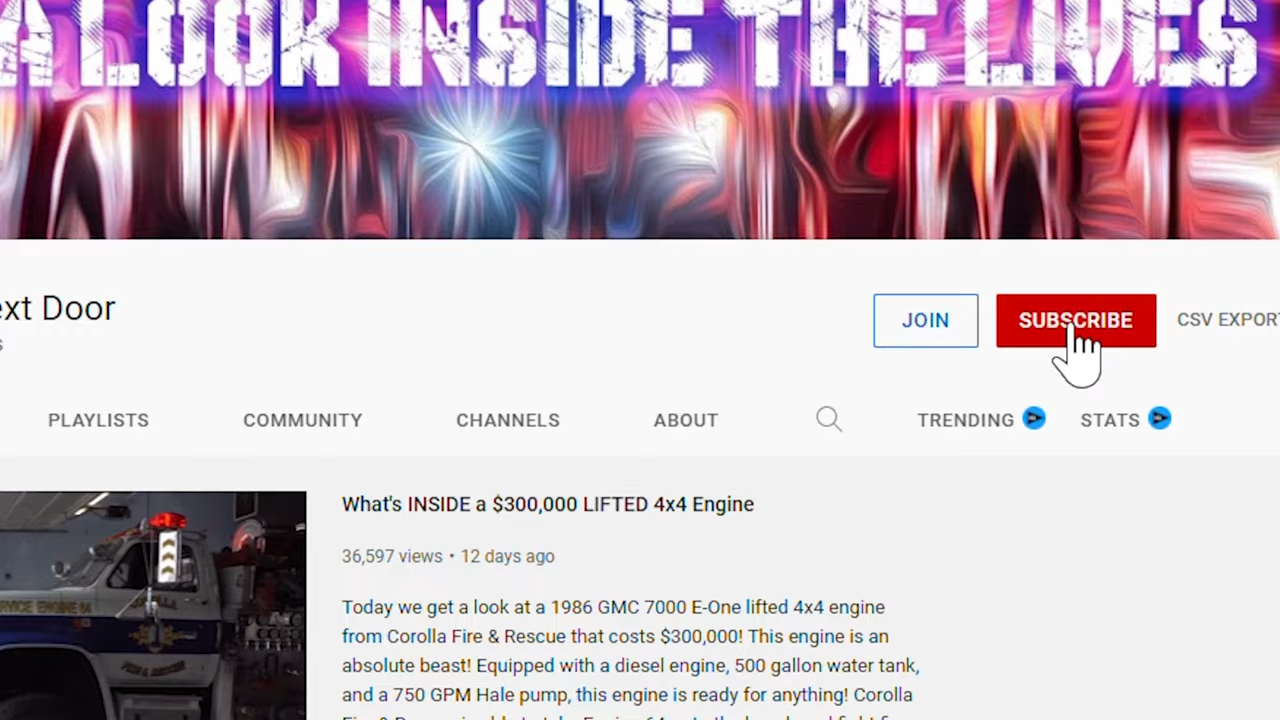 A LOOK INSIDE THE LIVES
ext Door
JOIN
SUBSCRIBE
CSV EXPORT
PLAYLISTS
COMMUNITY
CHANNELS
ABOUT
TRENDING
STATS
What's INSIDE a $300,000 LIFTED 4x4 Engine
36,597 views • 12 days ago
Today we get a look at a 1986 GMC 7000 E-One lifted 4x4 engine
from Corolla Fire & Rescue that costs $300,000! This engine is an
absolute beast! Equipped with a diesel engine, 500 gallon water tank,
and a 750 GPM Hale pump, this engine is ready for anything! Corolla